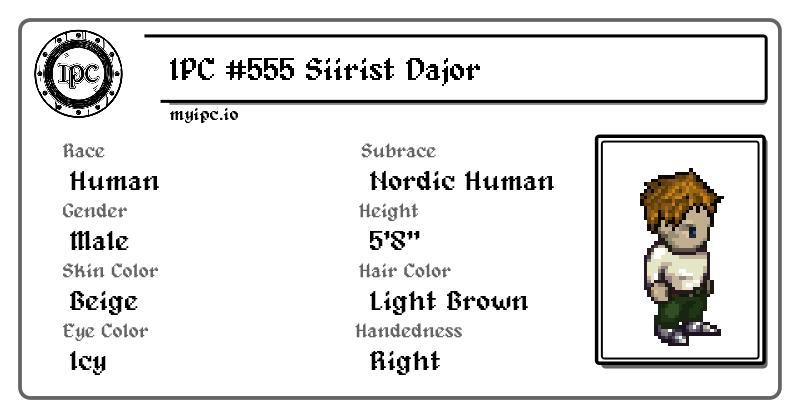 IPC
IPC #555 Siirist Dajor
myipc.io
Race
Subrace
Human
Nordic Human
Gender
Height
Male
5'8"
Skin Color
Hair Color
Beige
Light Brown
Eye Color
Handedness
Icy
Right